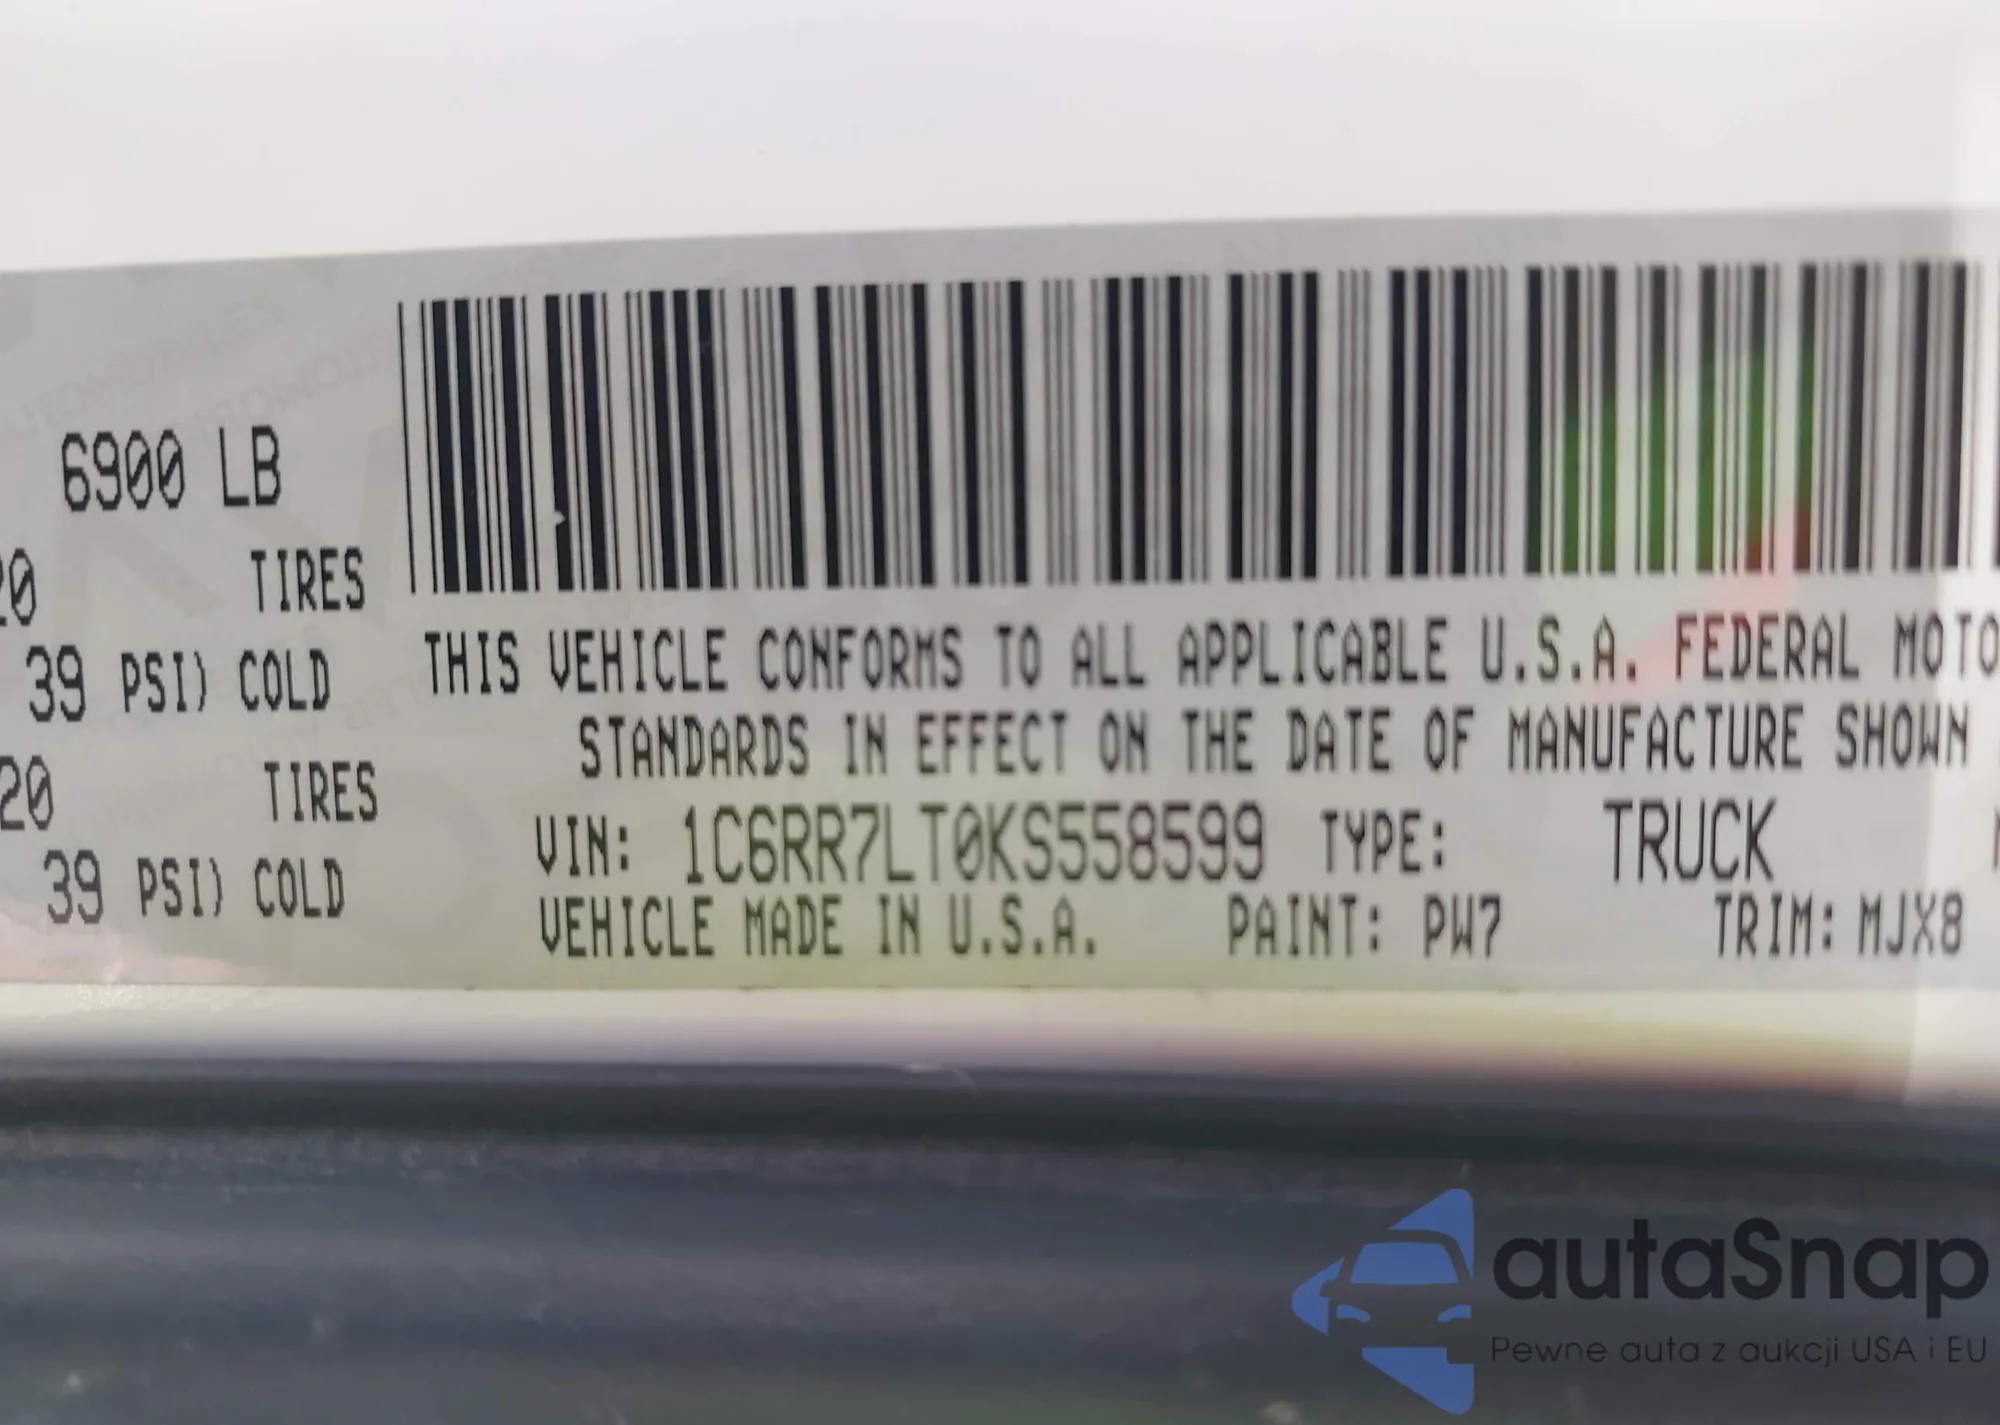 6900 LB
20 TIRES
39 PSI) COLD
20 TIRES
39 PSI) COLD
THIS VEHICLE CONFORMS TO ALL APPLICABLE U.S.A. FEDERAL MOTO
STANDARDS IN EFFECT ON THE DATE OF MANUFACTURE SHOWN
VIN: 1C6RR7LT0KS558599 TYPE: TRUCK
VEHICLE MADE IN U.S.A. PAINT: PW7 TRIM: MJX8
autaSnap
Pewne auta z aukcji USA i EU